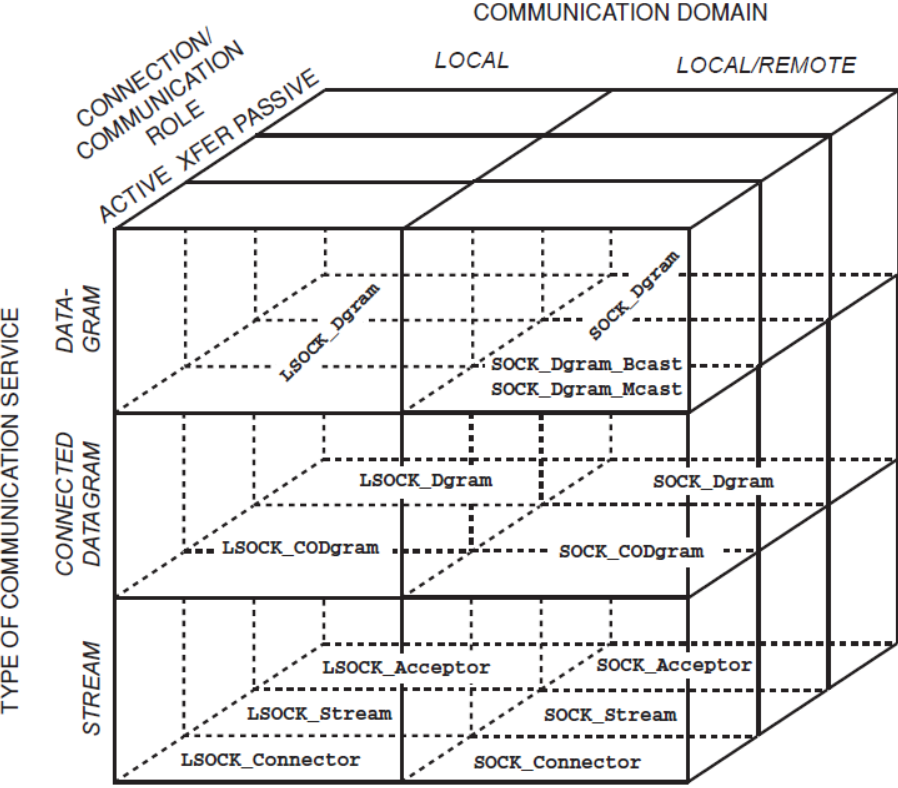 COMMUNICATION DOMAIN
LOCAL
LOCAL/REMOTE
CONNECTION/
COMMUNICATION
ROLE
ACTIVE XFER PASSIVE
TYPE OF COMMUNICATION SERVICE
DATA-
GRAM
LSOCK_Dgram
SOCK_Dgram
SOCK_Dgram_Bcast
SOCK_Dgram_Mcast
CONNECTED
DATAGRAM
LSOCK_Dgram
SOCK_Dgram
LSOCK_CODgram
SOCK_CODgram
STREAM
LSOCK_Acceptor
SOCK_Acceptor
LSOCK_Stream
SOCK_Stream
LSOCK_Connector
SOCK_Connector